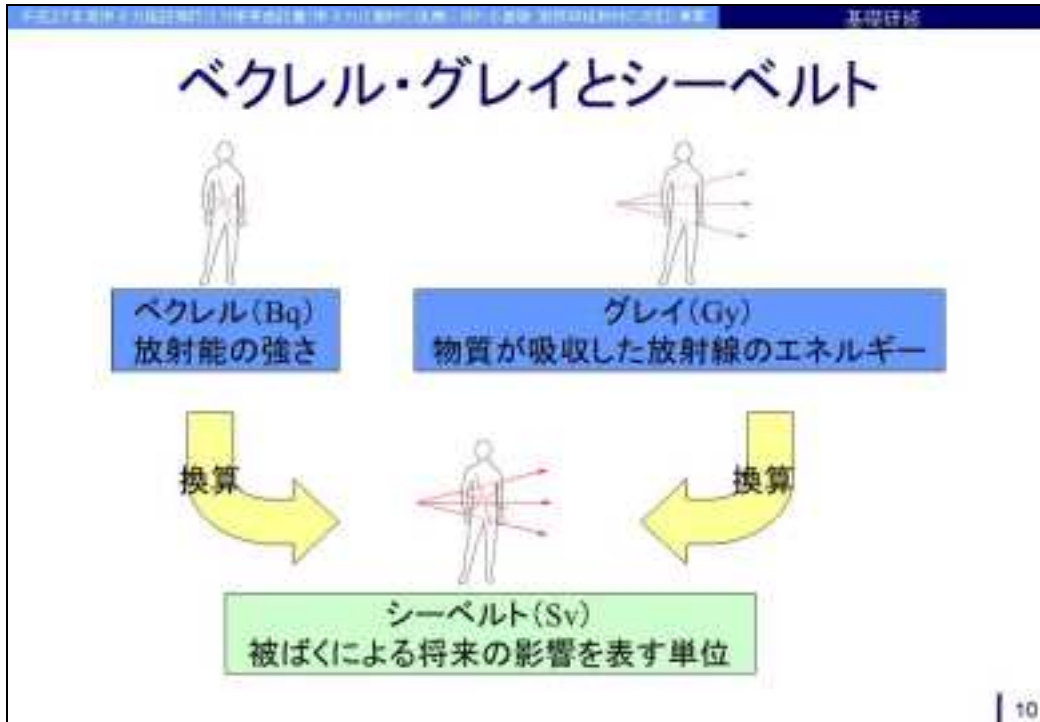 基礎研修
ベクレル・グレイとシーベルト
ベクレル(Bq)
放射能の強さ
グレイ(Gy)
物質が吸収した放射線のエネルギー
換算
換算
シーベルト(Sv)
被ばくによる将来の影響を表す単位
10